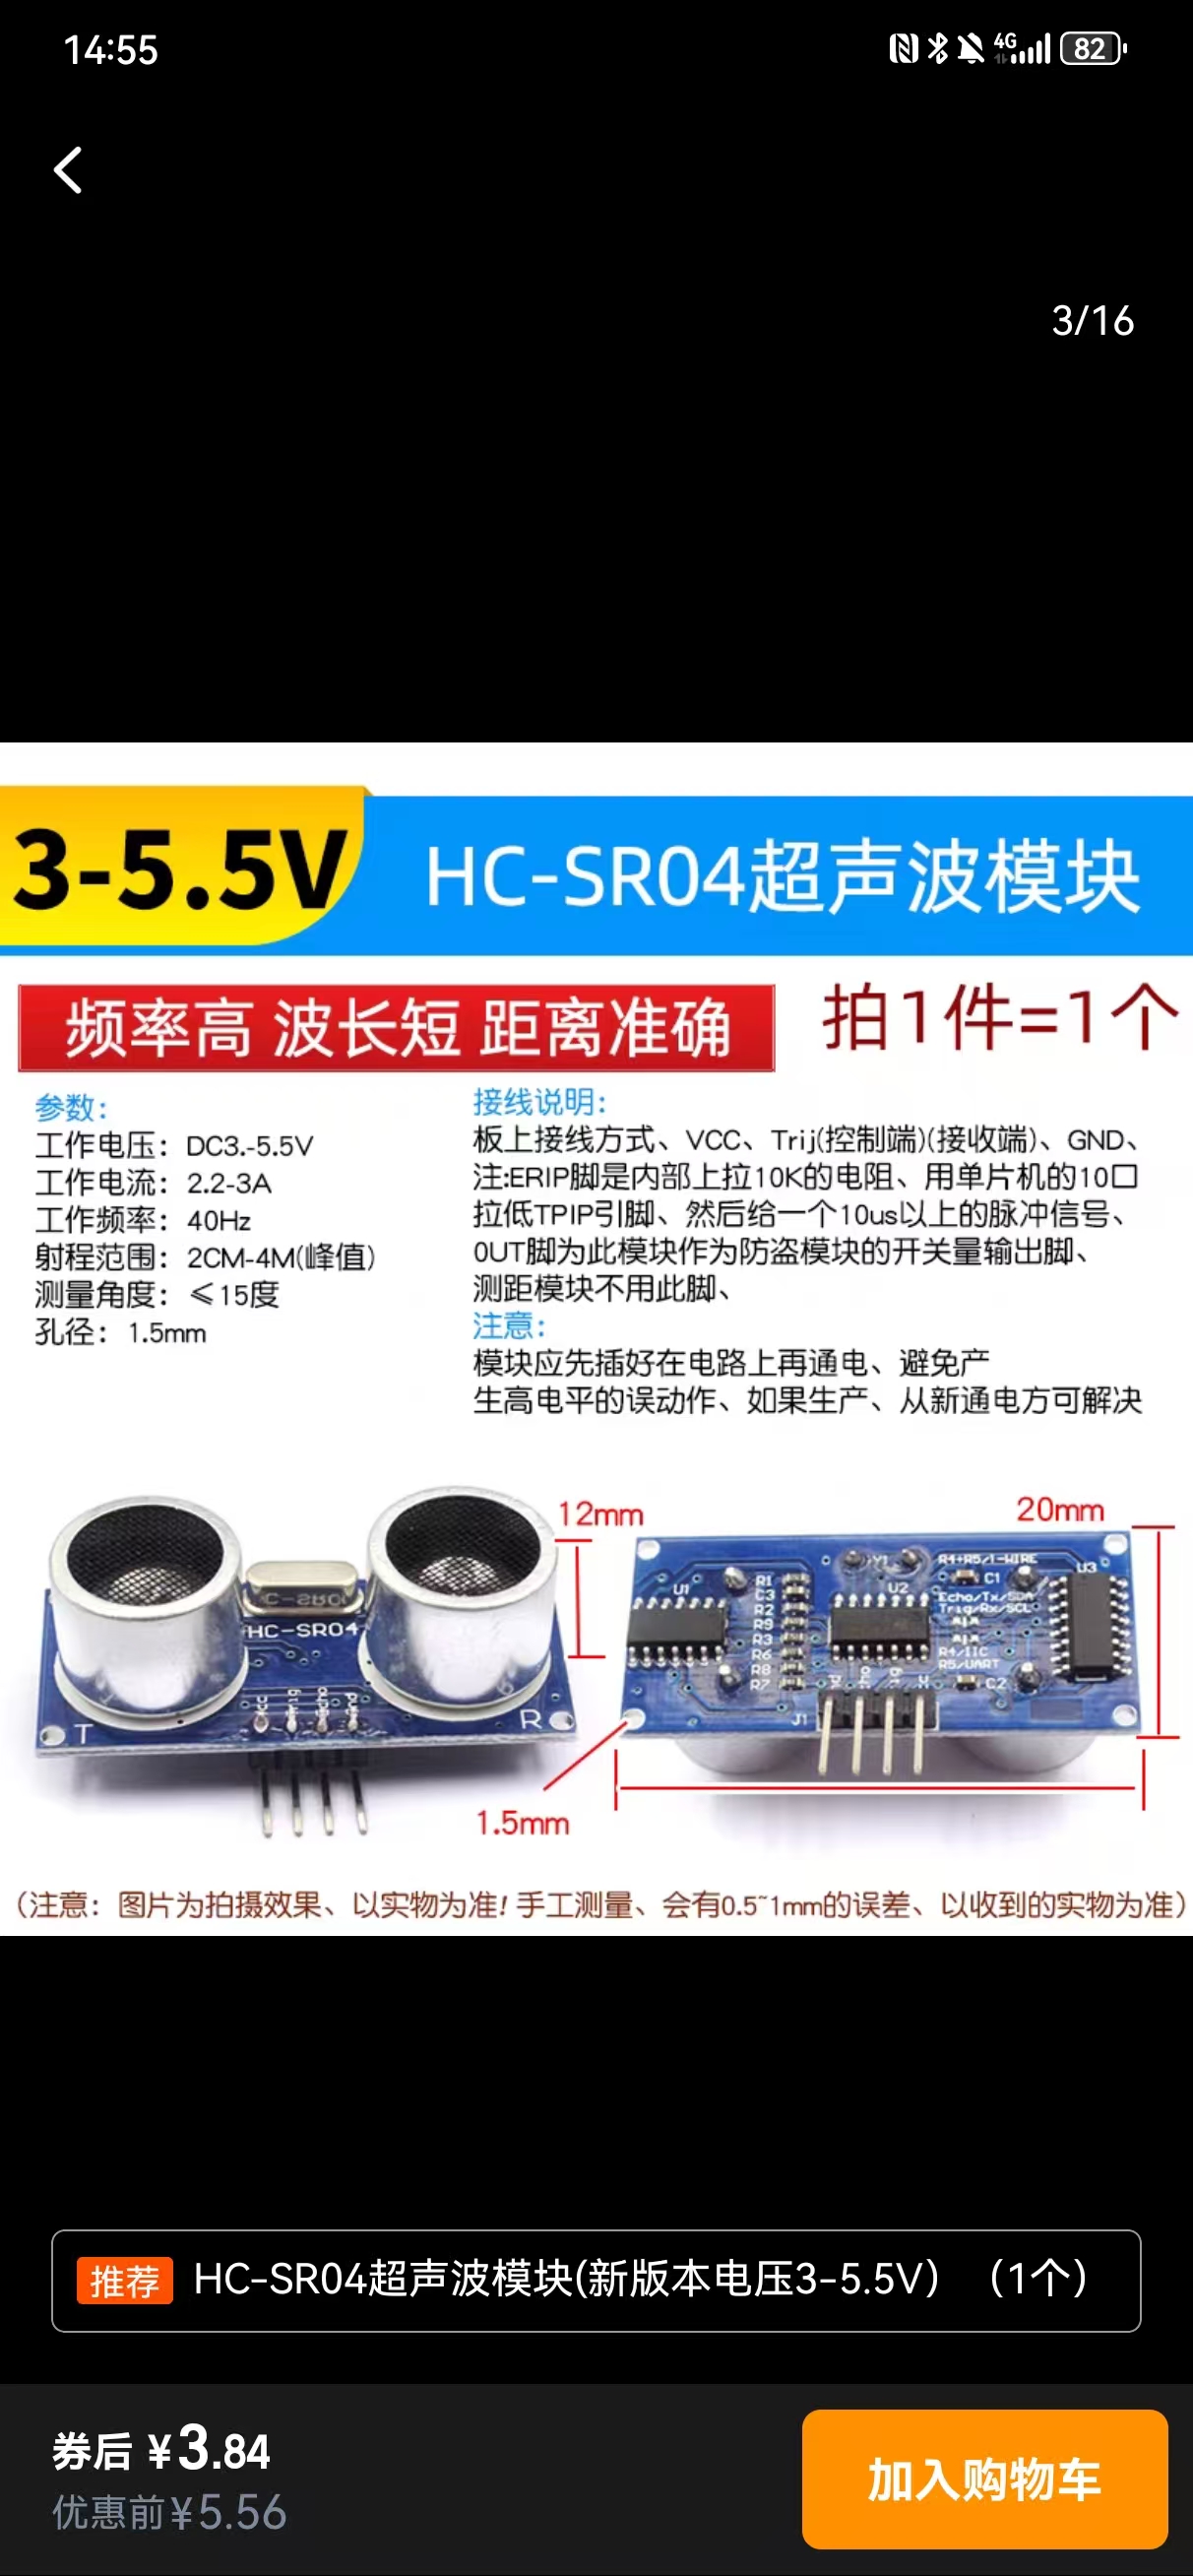 14:55
4G
82
3/16
3-5.5V
HC-SR04超声波模块
频率高 波长短 距离准确
拍1件=1个
参数:
工作电压: DC3.-5.5V
工作电流: 2.2-3A
工作频率: 40Hz
射程范围: 2CM-4M(峰值)
测量角度: ≤15度
孔径: 1.5mm
接线说明:
板上接线方式、VCC、Trij(控制端)(接收端)、GND、
注:ERIP脚是内部上拉10K的电阻、用单片机的10口
拉低TPIP引脚、然后给一个10us以上的脉冲信号、
0UT脚为此模块作为防盗模块的开关量输出脚、
测距模块不用此脚、
注意:
模块应先插好在电路上再通电、避免产
生高电平的误动作、如果生产、从新通电方可解决
12mm
20mm
HC-SR04
T
R
U1
R1
C3
R2
R9
R3
R6
R8
R7
Y1
U2
R4+R5/1-WIRE
C1
U3
Echo/Tx/SDA
Trig/Rx/SCL
R4/IIC
R5/UART
C2
J1
1.5mm
(注意: 图片为拍摄效果、以实物为准! 手工测量、会有0.5~1mm的误差、以收到的实物为准)
推荐 HC-SR04超声波模块(新版本电压3-5.5V) (1个)
券后 ¥3.84
优惠前¥5.56
加入购物车